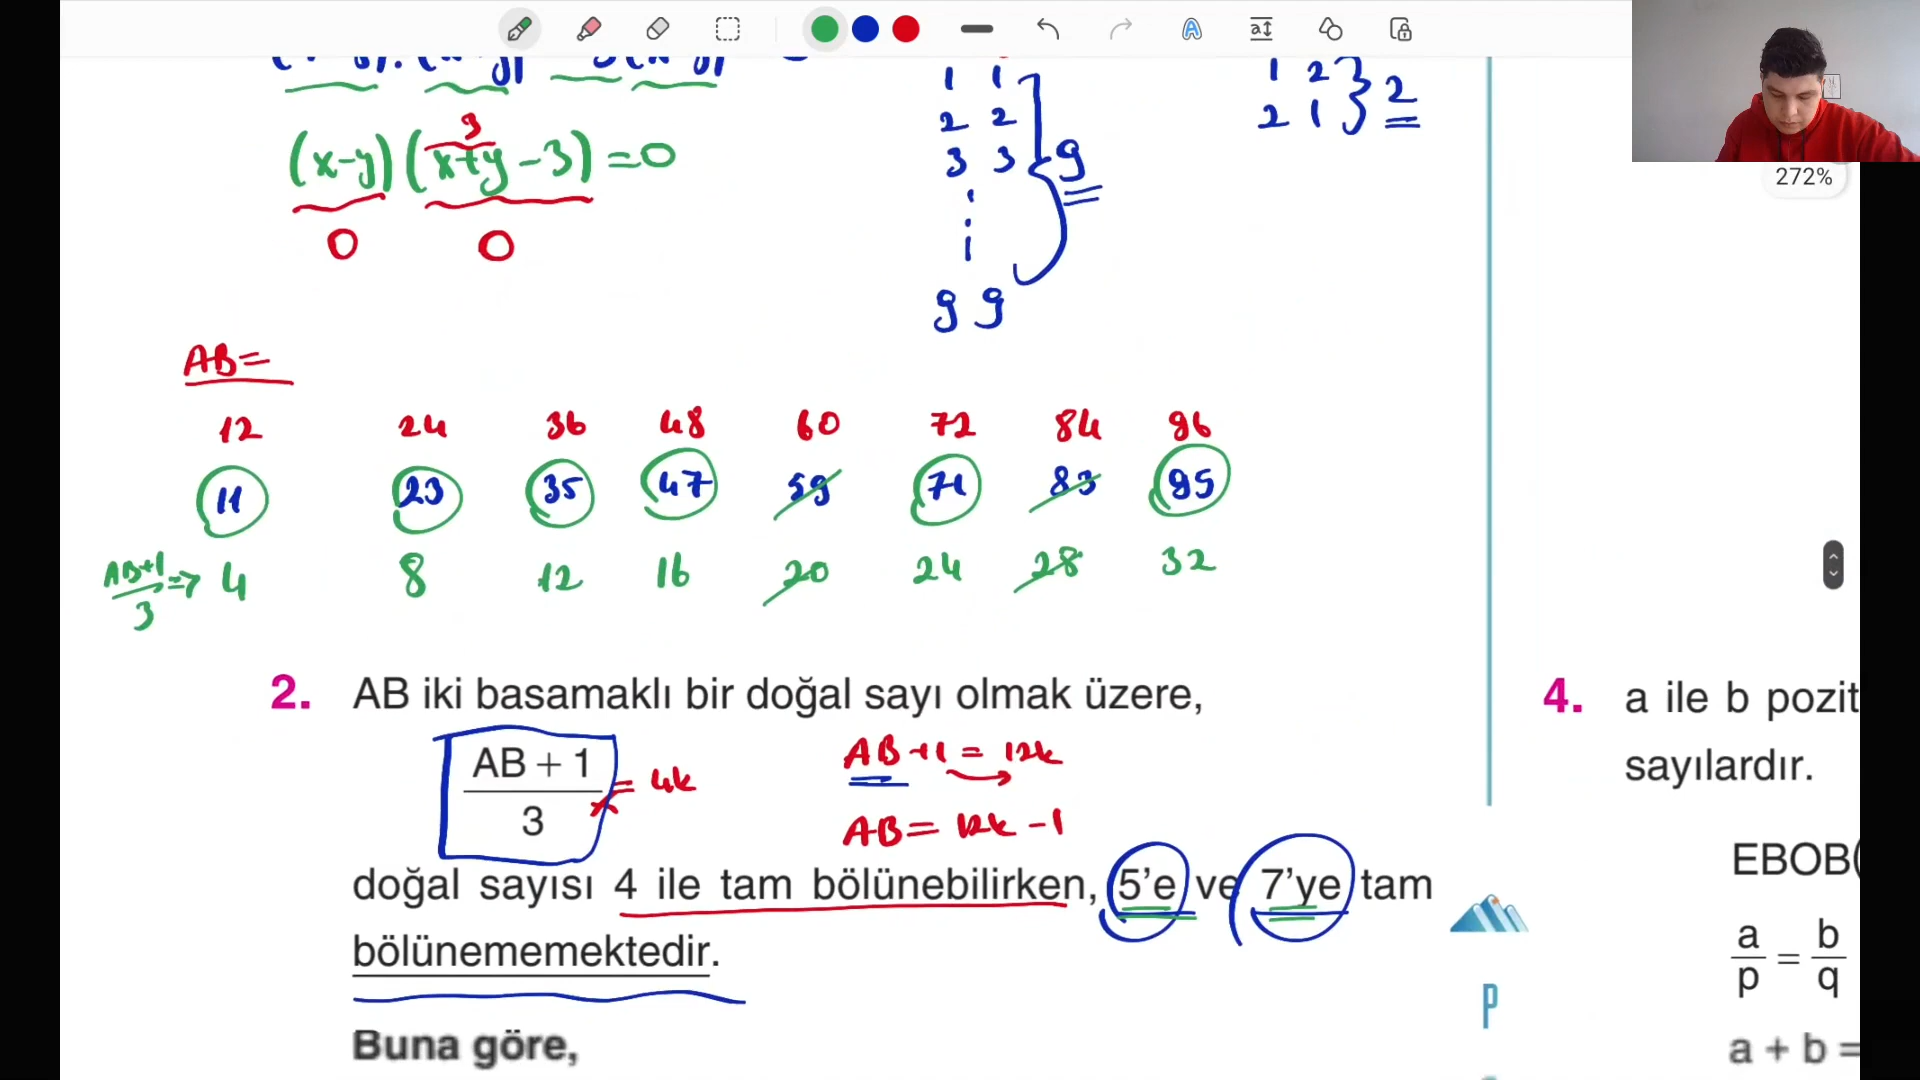 272%
(x-y)(x+y-3)=0
3
0 0
1 1
2 2
3 3
9
9 9
1 2
2 1
2
AB=
12 24 36 48 60 72 84 96
11 23 35 47 59 71 83 95
AB+1/3 => 4 8 12 16 20 24 28 32
2. AB iki basamaklı bir doğal sayı olmak üzere,
AB + 1
3
= 4k
AB+1 = 12k
AB = 12k-1
doğal sayısı 4 ile tam bölünebilirken, 5'e ve 7'ye tam
bölünememektedir.
Buna göre,
4. a ile b pozit
sayılardır.
EBOB(
a/p = b/q
a + b =
P